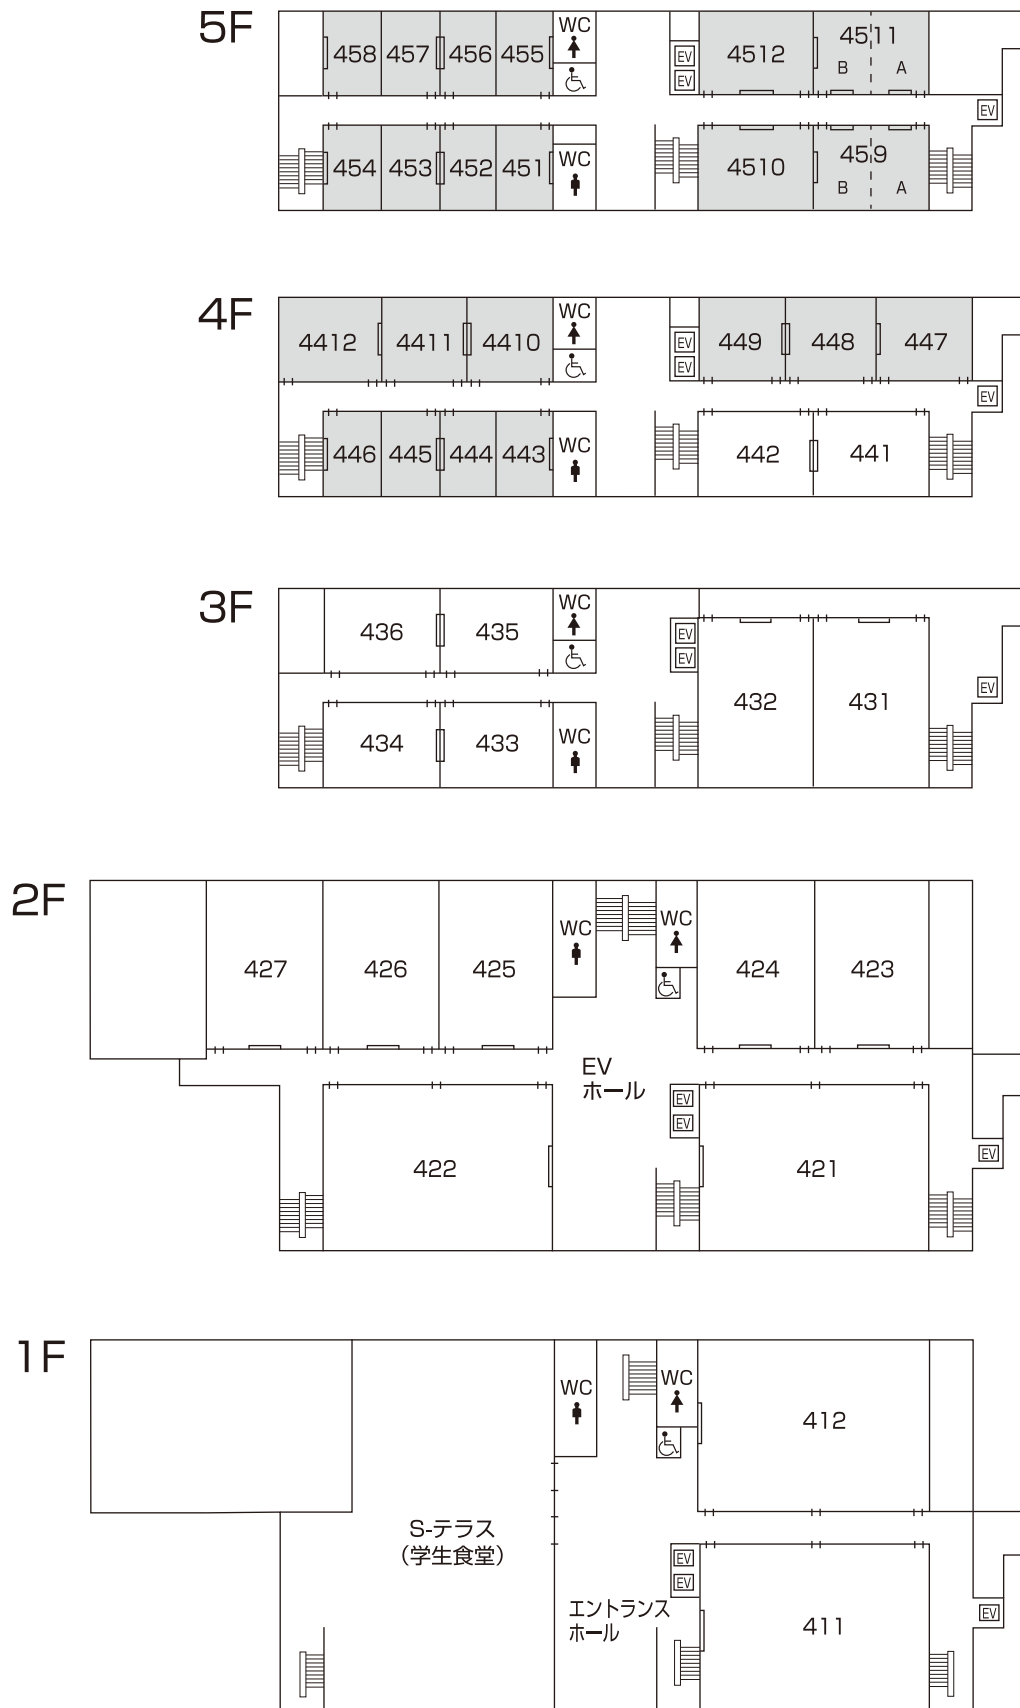 5F
458 457 456 455 WC EV EV 4512 4511 B A
EV
454 453 452 451 WC 4510 459 B A
4F
4412 4411 4410 WC EV EV 449 448 447
EV
446 445 444 443 WC 442 441
3F
436 435 WC EV EV
432 431 EV
434 433 WC
2F
427 426 425 WC WC 424 423
EV
ホール
EV
EV
422 421 EV
1F
WC WC 412
S-テラス
(学生食堂)
EV
EV
エントランス
ホール
411 EV